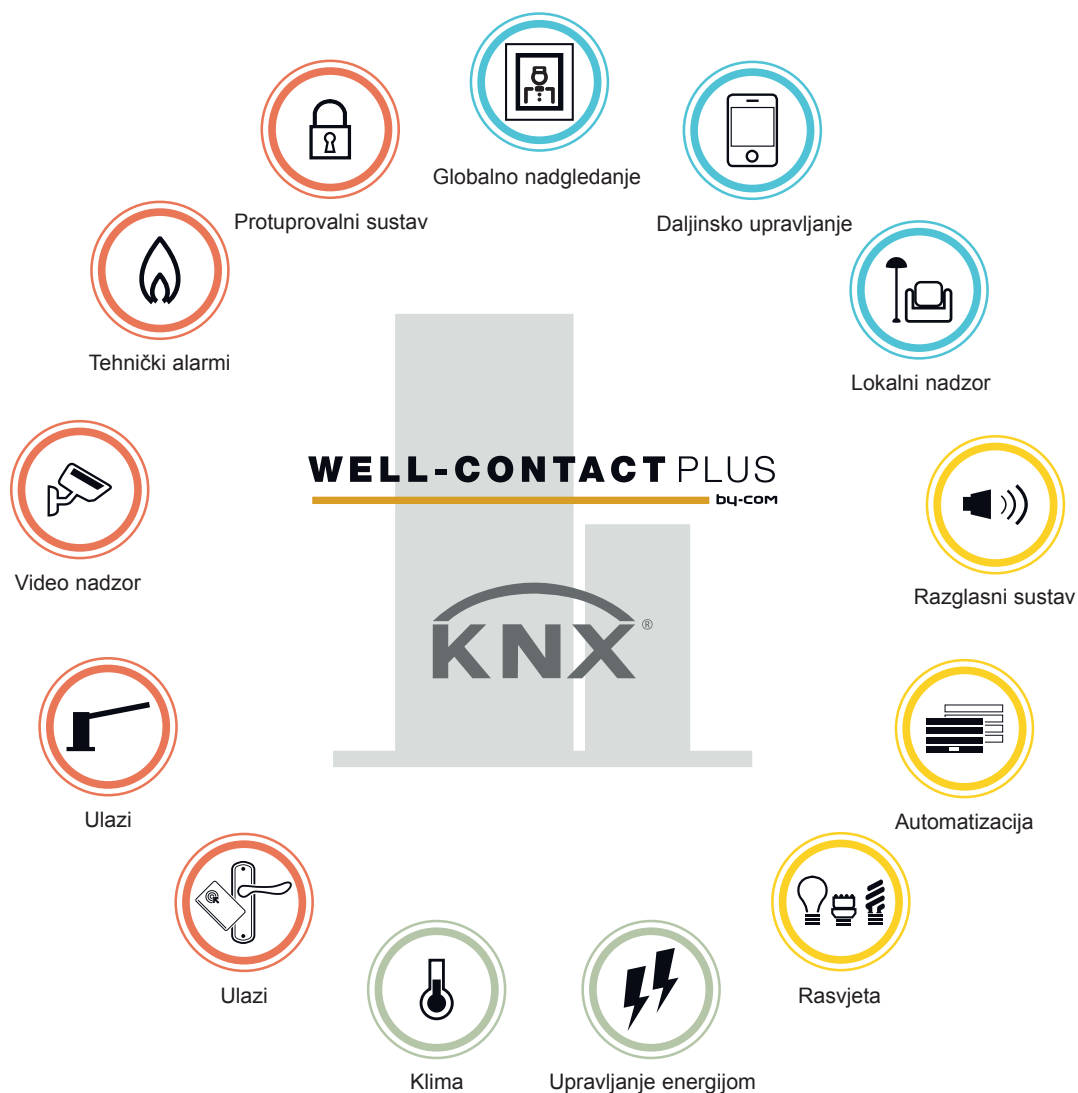 Globalno nadgledanje
Protuprovalni sustav
Daljinsko upravljanje
Tehnički alarmi
Lokalni nadzor
WELL-CONTACT PLUS
by-com
Video nadzor
Razglasni sustav
KNX®
Ulazi
Automatizacija
Ulazi
Rasvjeta
Klima
Upravljanje energijom